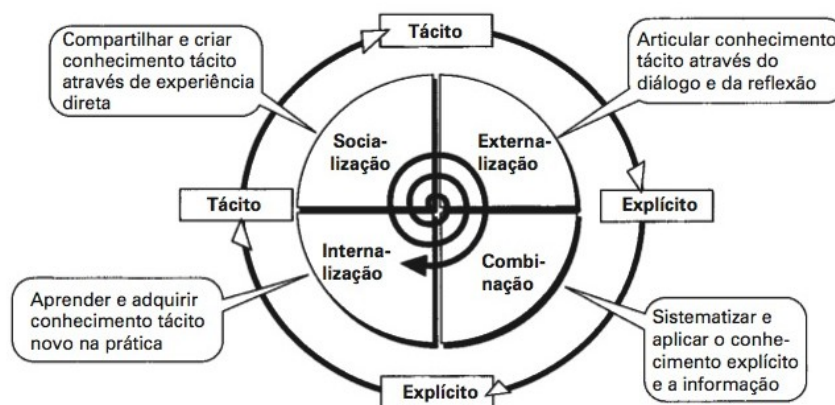 Tácito
Compartilhar e criar
conhecimento tácito
através de experiência
direta
Articular conhecimento
tácito através do
diálogo e da reflexão
Socia-
lização
Externa-
lização
Tácito
Explícito
Interna-
lização
Combi-
nação
Aprender e adquirir
conhecimento tácito
novo na prática
Sistematizar e
aplicar o conhe-
cimento explícito
e a informação
Explícito